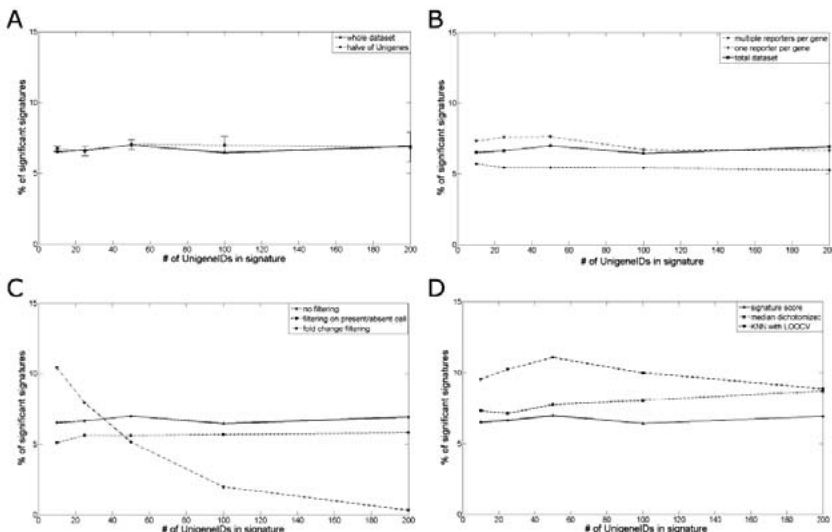 A
whole dataset
halve of Unigenes
% of significant signatures
15
10
5
0
0 20 40 60 80 100 120 140 160 180 200
# of UnigeneIDs in signature
B
multiple reporters per gene
one reporter per gene
total dataset
% of significant signatures
15
10
5
0
0 20 40 60 80 100 120 140 160 180 200
# of UnigeneIDs in signature
C
no filtering
filtering on present/absent call
fold change filtering
% of significant signatures
15
10
5
0
0 20 40 60 80 100 120 140 160 180 200
# of UnigeneIDs in signature
D
signature score
median dichotomized
KNN with LOOCV
% of significant signatures
15
10
5
0
0 20 40 60 80 100 120 140 160 180 200
# of UnigeneIDs in signature